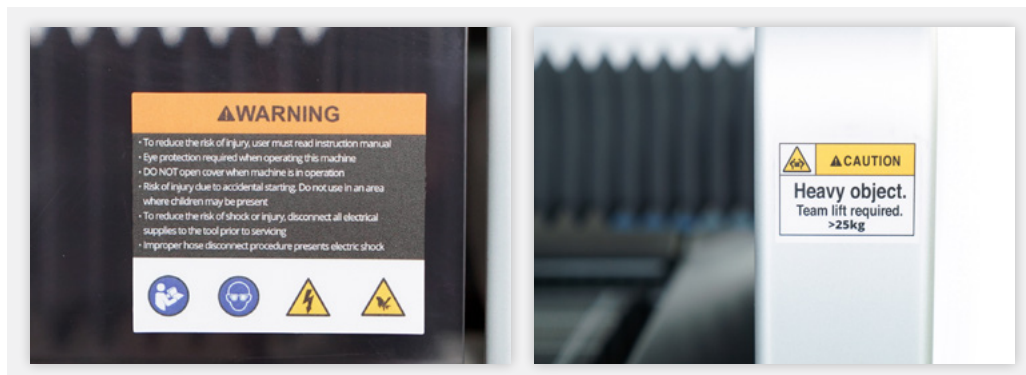 ⚠WARNING
· To reduce the risk of injury, user must read instruction manual
· Eye protection required when operating this machine
· DO NOT open cover when machine is in operation
· Risk of injury due to accidental starting. Do not use in an area
where children may be present
· To reduce the risk of shock or injury, disconnect all electrical
supplies to the tool prior to servicing
· Improper hose disconnect procedure presents electric shock
⚠CAUTION
Heavy object.
Team lift required.
>25kg